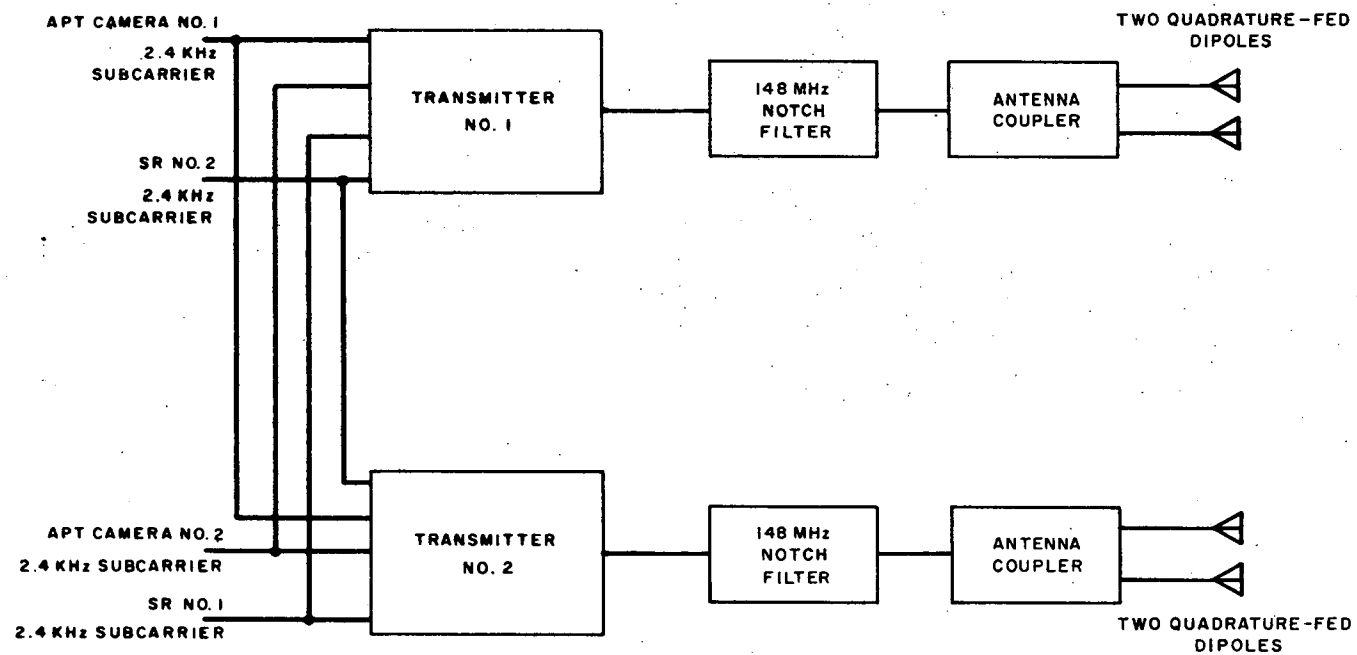 APT CAMERA NO. 1
2.4 KHz
SUBCARRIER
SR NO. 2
2.4 KHz
SUBCARRIER
TRANSMITTER
NO. 1
148 MHz
NOTCH
FILTER
ANTENNA
COUPLER
TWO QUADRATURE-FED
DIPOLES
APT CAMERA NO. 2
2.4 KHz SUBCARRIER
SR NO. 1
2.4 KHz SUBCARRIER
TRANSMITTER
NO. 2
148 MHz
NOTCH
FILTER
ANTENNA
COUPLER
TWO QUADRATURE-FED
DIPOLES